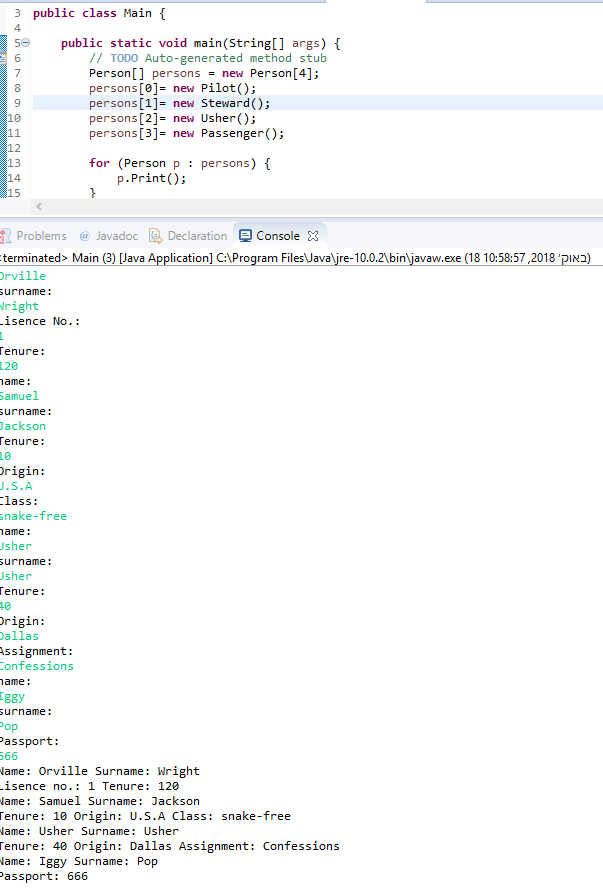 3 public class Main {
4
5 public static void main(String[] args) {
6 // TODO Auto-generated method stub
7 Person[] persons = new Person[4];
8 persons[0]= new Pilot();
9 persons[1]= new Steward();
10 persons[2]= new Usher();
11 persons[3]= new Passenger();
12
13 for (Person p : persons) {
14 p.Print();
15 }
Problems @ Javadoc Declaration Console
<terminated> Main (3) [Java Application] C:\Program Files\Java\jre-10.0.2\bin\javaw.exe (18 באוק׳ 2018, 10:58:57)
Orville
surname:
Wright
Lisence No.:
1
Tenure:
120
name:
Samuel
surname:
Jackson
Tenure:
10
Origin:
U.S.A
Class:
snake-free
name:
Usher
surname:
Usher
Tenure:
40
Origin:
Dallas
Assignment:
Confessions
name:
Iggy
surname:
Pop
Passport:
666
Name: Orville Surname: Wright
Lisence no.: 1 Tenure: 120
Name: Samuel Surname: Jackson
Tenure: 10 Origin: U.S.A Class: snake-free
Name: Usher Surname: Usher
Tenure: 40 Origin: Dallas Assignment: Confessions
Name: Iggy Surname: Pop
Passport: 666